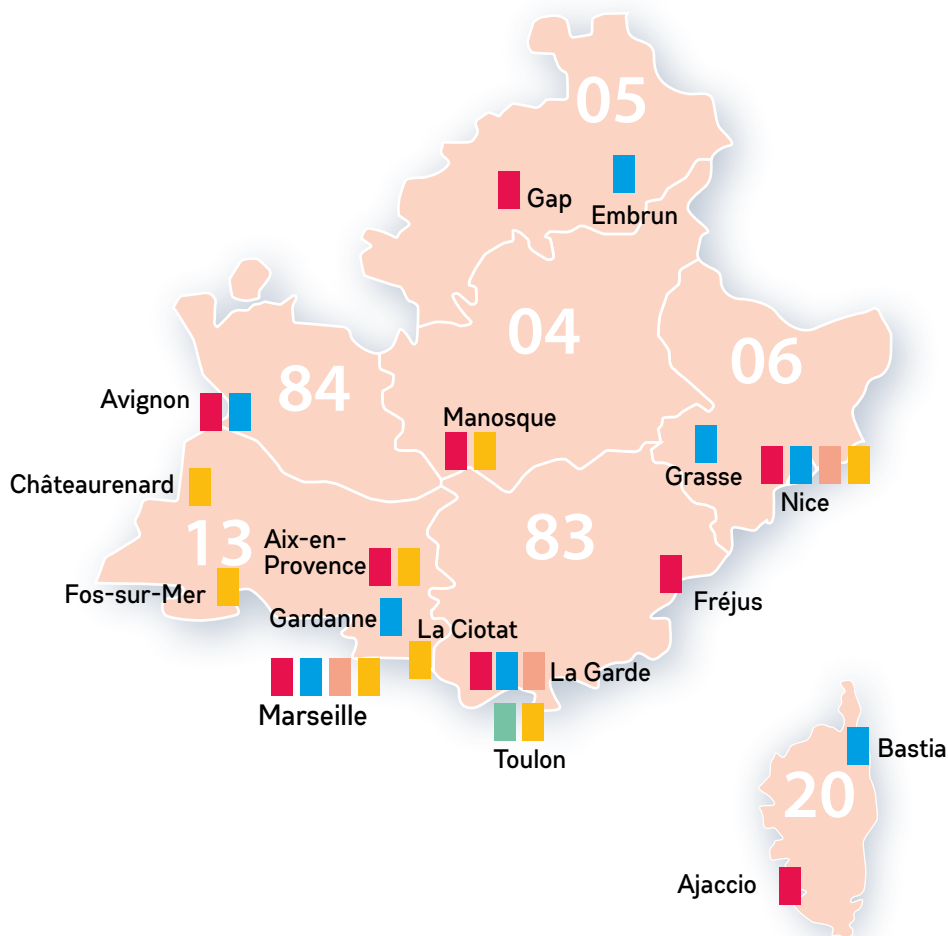 05
Gap
Embrun
04
06
84
Avignon
Manosque
Grasse
Châteaurenard
Nice
13
83
Aix-en-
Provence
Fos-sur-Mer
Fréjus
Gardanne
La Ciotat
La Garde
Marseille
Toulon
Bastia
20
Ajaccio